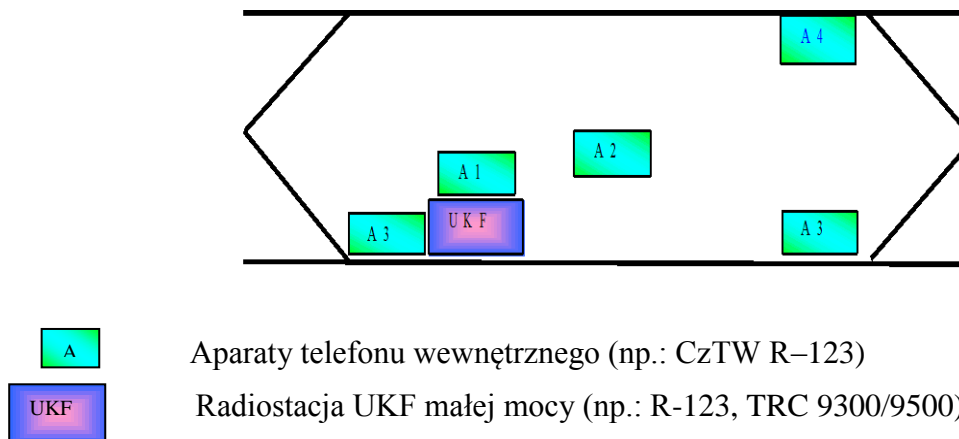 A 4
A 2
A 1
A 3
U K F
A 3
A
Aparaty telefonu wewnętrznego (np.: CzTW R–123)
UKF
Radiostacja UKF małej mocy (np.: R-123, TRC 9300/9500)